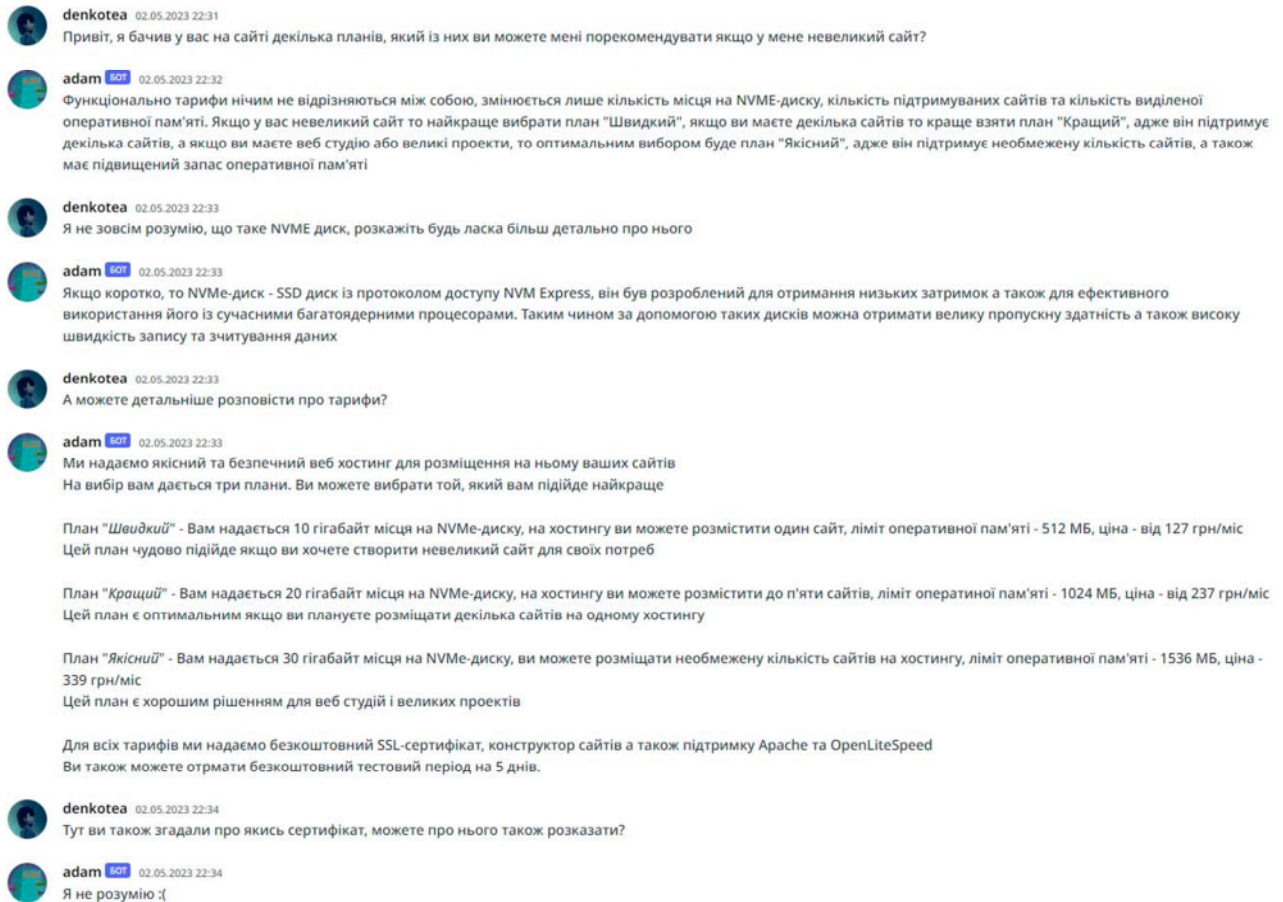 denkotea 02.05.2023 22:31
Привіт, я бачив у вас на сайті декілька планів, який із них ви можете мені порекомендувати якщо у мене невеликий сайт?
adam БОТ 02.05.2023 22:32
Функціонально тарифи нічим не відрізняються між собою, змінюється лише кількість місця на NVME-диску, кількість підтримуваних сайтів та кількість виділеної
оперативної пам'яті. Якщо у вас невеликий сайт то найкраще вибрати план "Швидкий", якщо ви маєте декілька сайтів то краще взяти план "Кращий", адже він підтримує
декілька сайтів, а якщо ви маєте веб студію або великі проекти, то оптимальним вибором буде план "Якісний", адже він підтримує необмежену кількість сайтів, а також
має підвищений запас оперативної пам'яті
denkotea 02.05.2023 22:33
Я не зовсім розумію, що таке NVME диск, розкажіть будь ласка більш детально про нього
adam БОТ 02.05.2023 22:33
Якщо коротко, то NVMe-диск - SSD диск із протоколом доступу NVM Express, він був розроблений для отримання низьких затримок а також для ефективного
використання його із сучасними багатоядерними процесорами. Таким чином за допомогою таких дисків можна отримати велику пропускну здатність а також високу
швидкість запису та зчитування даних
denkotea 02.05.2023 22:33
А можете детальніше розповісти про тарифи?
adam БОТ 02.05.2023 22:33
Ми надаємо якісний та безпечний веб хостинг для розміщення на ньому ваших сайтів
На вибір вам дається три плани. Ви можете вибрати той, який вам підійде найкраще
План "Швидкий" - Вам надається 10 гігабайт місця на NVMe-диску, на хостингу ви можете розмістити один сайт, ліміт оперативної пам'яті - 512 МБ, ціна - від 127 грн/міс
Цей план чудово підійде якщо ви хочете створити невеликий сайт для своїх потреб
План "Кращий" - Вам надається 20 гігабайт місця на NVMe-диску, на хостингу ви можете розмістити до п'яти сайтів, ліміт оператиної пам'яті - 1024 МБ, ціна - від 237 грн/міс
Цей план є оптимальним якщо ви плануєте розміщати декілька сайтів на одному хостингу
План "Якісний" - Вам надається 30 гігабайт місця на NVMe-диску, ви можете розміщати необмежену кількість сайтів на хостингу, ліміт оперативної пам'яті - 1536 МБ, ціна -
339 грн/міс
Цей план є хорошим рішенням для веб студій і великих проектів
Для всіх тарифів ми надаємо безкоштовний SSL-сертифікат, конструктор сайтів а також підтримку Apache та OpenLiteSpeed
Ви також можете отрмати безкоштовний тестовий період на 5 днів.
denkotea 02.05.2023 22:34
Тут ви також згадали про якись сертифікат, можете про нього також розказати?
adam БОТ 02.05.2023 22:34
Я не розумію :(